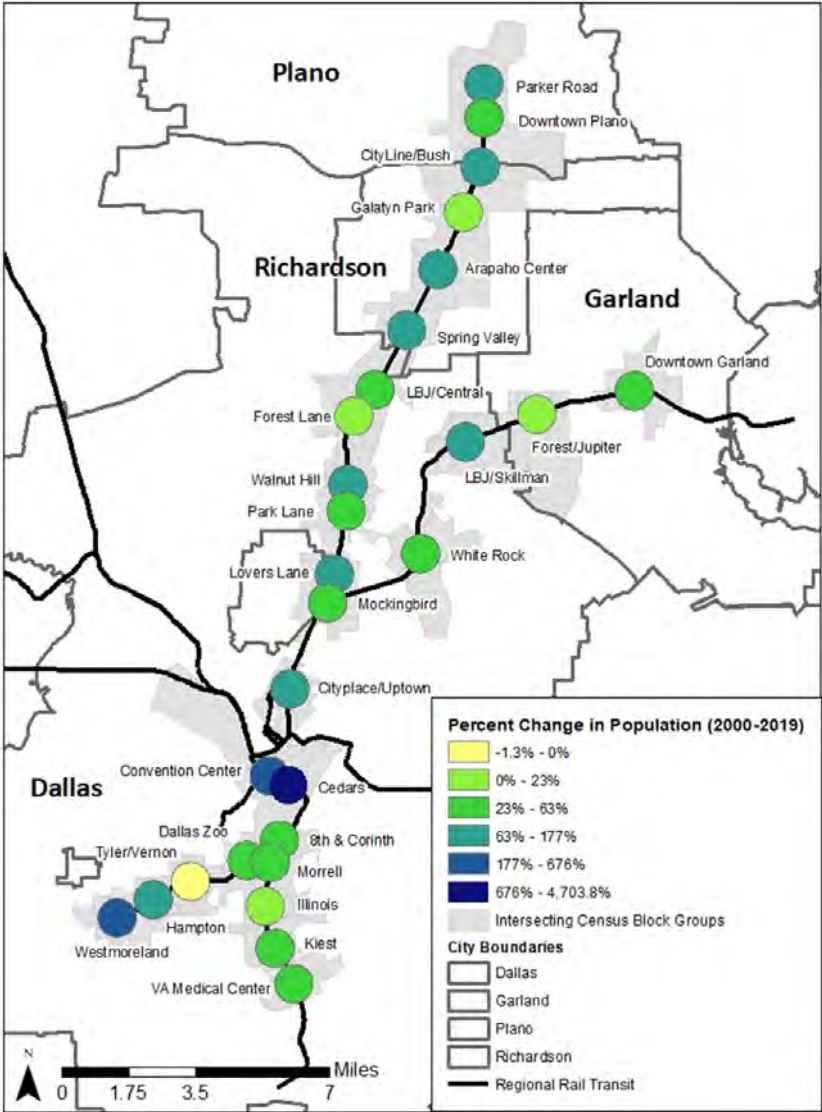 Plano
Parker Road
Downtown Plano
CityLine/Bush
Galatyn Park
Richardson
Arapaho Center
Garland
Spring Valley
Downtown Garland
LBJ/Central
Forest Lane
Forest/Jupiter
Walnut Hill
LBJ/Skillman
Park Lane
White Rock
Lovers Lane
Mockingbird
Cityplace/Uptown
Convention Center
Cedars
Dallas
Dallas Zoo
8th & Corinth
Tyler/Vernon
Morrell
Illinois
Hampton
Westmoreland
Kiest
VA Medical Center
N
Miles
0 1.75 3.5 7
Percent Change in Population (2000-2019)
-1.3% - 0%
0% - 23%
23% - 63%
63% - 177%
177% - 676%
676% - 4,703.8%
Intersecting Census Block Groups
City Boundaries
Dallas
Garland
Plano
Richardson
Regional Rail Transit